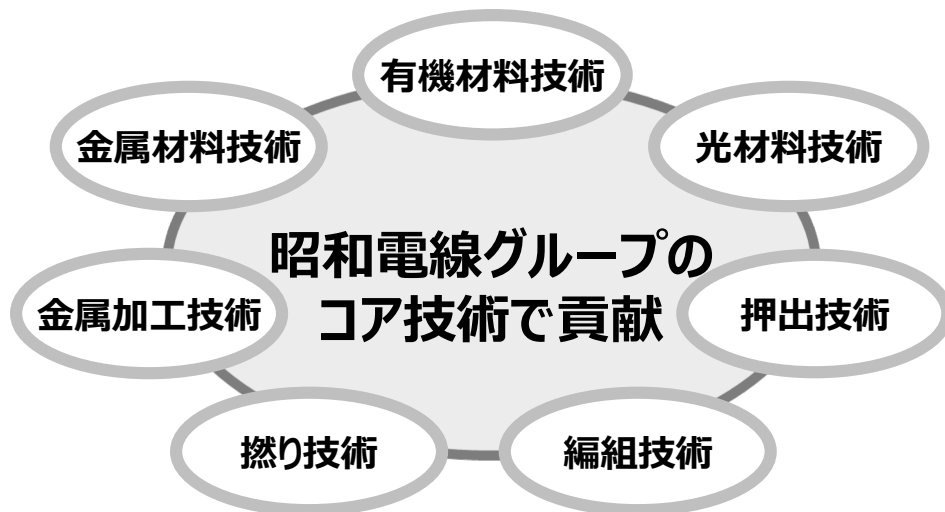 有機材料技術
金属材料技術
光材料技術
昭和電線グループの
コア技術で貢献
金属加工技術
押出技術
撚り技術
編組技術